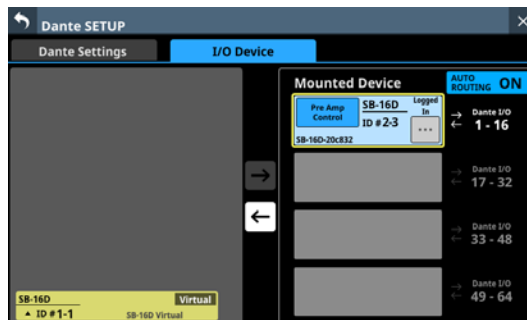 Dante SETUP
Dante Settings
I/O Device
Mounted Device
AUTO ROUTING ON
Pre Amp Control
SB-16D
ID # 2-3
Logged In
...
SB-16D-20c832
Dante I/O
1 - 16
Dante I/O
17 - 32
Dante I/O
33 - 48
Dante I/O
49 - 64
SB-16D
Virtual
ID # 1-1
SB-16D Virtual